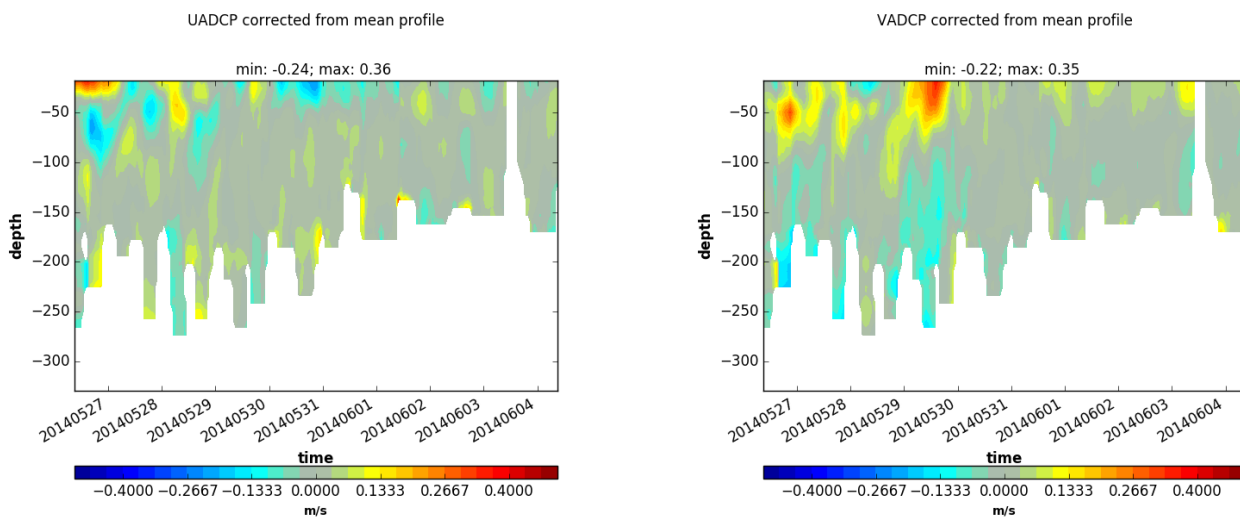 UADCP corrected from mean profile
min: -0.24; max: 0.36
depth
−50
−100
−150
−200
−250
−300
20140527
20140528
20140529
20140530
20140531
20140601
20140602
20140603
20140604
time
−0.4000 −0.2667 −0.1333 0.0000 0.1333 0.2667 0.4000
m/s
VADCP corrected from mean profile
min: -0.22; max: 0.35
depth
−50
−100
−150
−200
−250
−300
20140527
20140528
20140529
20140530
20140531
20140601
20140602
20140603
20140604
time
−0.4000 −0.2667 −0.1333 0.0000 0.1333 0.2667 0.4000
m/s